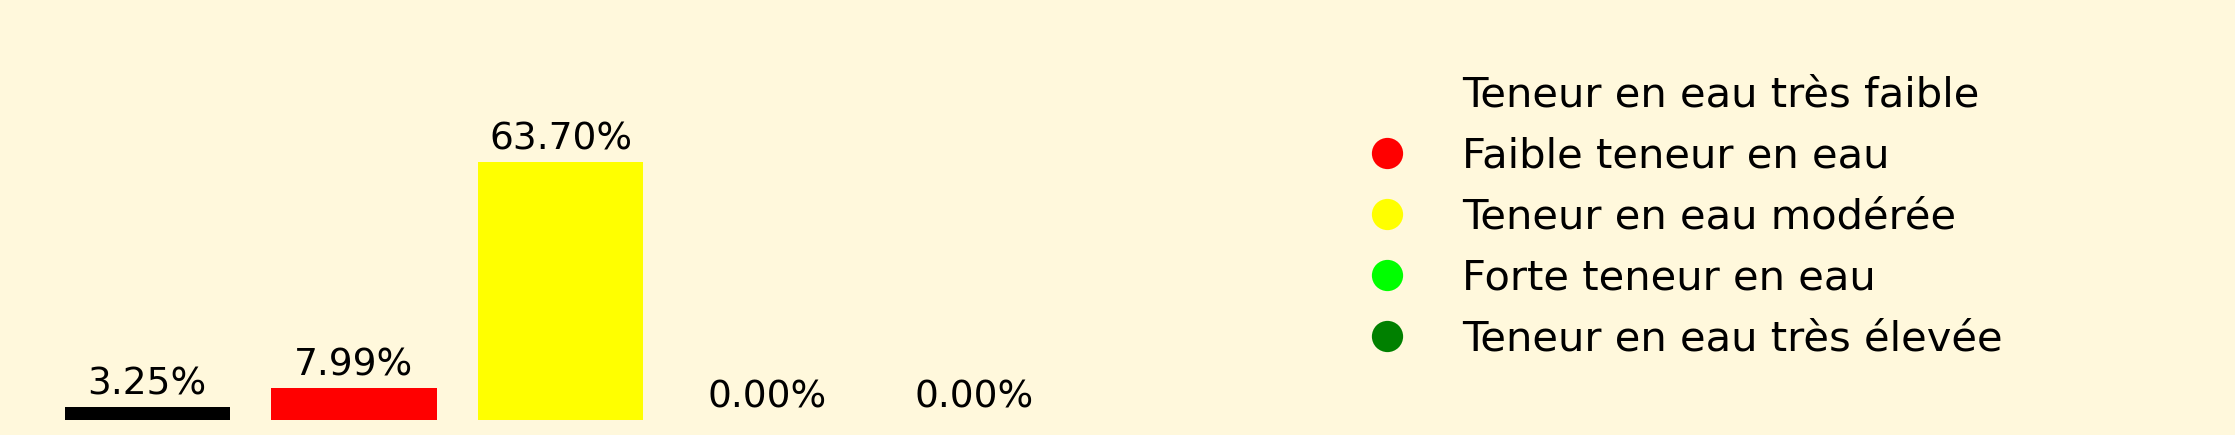 63.70%
7.99%
3.25%
0.00%
0.00%
Teneur en eau très faible
Faible teneur en eau
Teneur en eau modérée
Forte teneur en eau
Teneur en eau très élevée